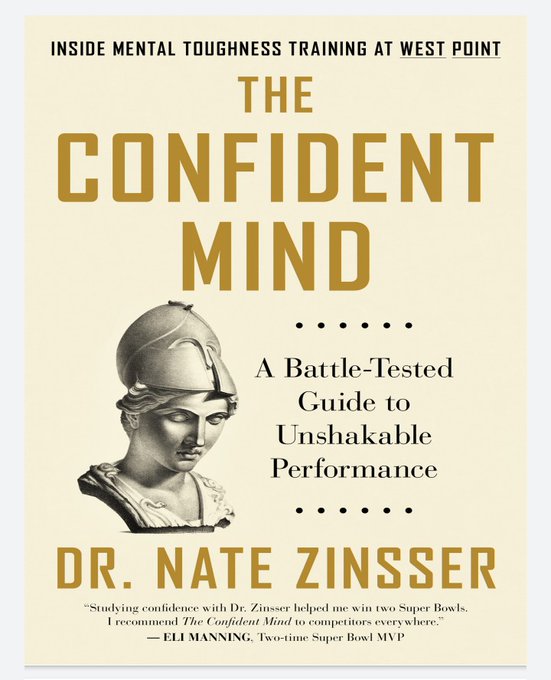 INSIDE MENTAL TOUGHNESS TRAINING AT WEST POINT
THE
CONFIDENT
MIND
A Battle-Tested
Guide to
Unshakable
Performance
DR. NATE ZINSSER
“Studying confidence with Dr. Zinsser helped me win two Super Bowls.
I recommend The Confident Mind to competitors everywhere.”
— ELI MANNING, Two-time Super Bowl MVP